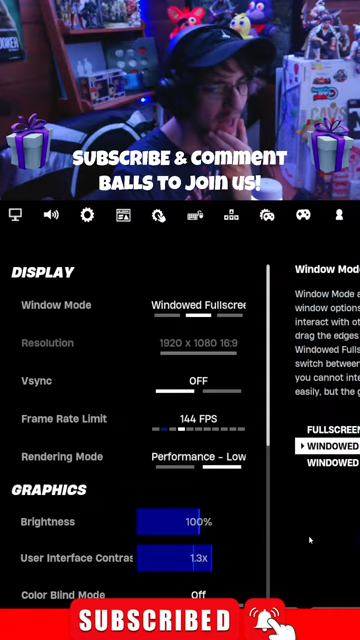 SUBSCRIBE & COMMENT
BALLS TO JOIN US!
DISPLAY
Window Mode
Windowed Fullscre
Resolution
1920 x 1080 16:9
Vsync
OFF
Frame Rate Limit
144 FPS
Rendering Mode
Performance - Low
GRAPHICS
Brightness
100%
User Interface Contras
1.3x
Color Blind Mode
Off
Window Mod
Window Mode a
window options
interact with ot
drag the edges
Windowed Fulls
switch between
you cannot inte
easily, but the g
FULLSCREEN
WINDOWED
WINDOWED
SUBSCRIBED